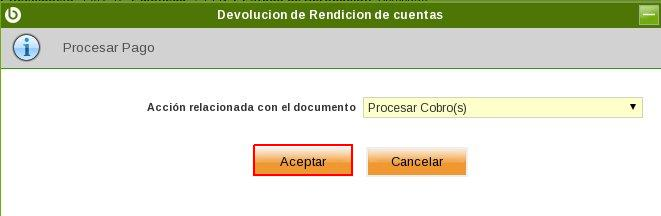 Devolucion de Rendicion de cuentas
Procesar Pago
Acción relacionada con el documento Procesar Cobro(s)
Aceptar Cancelar